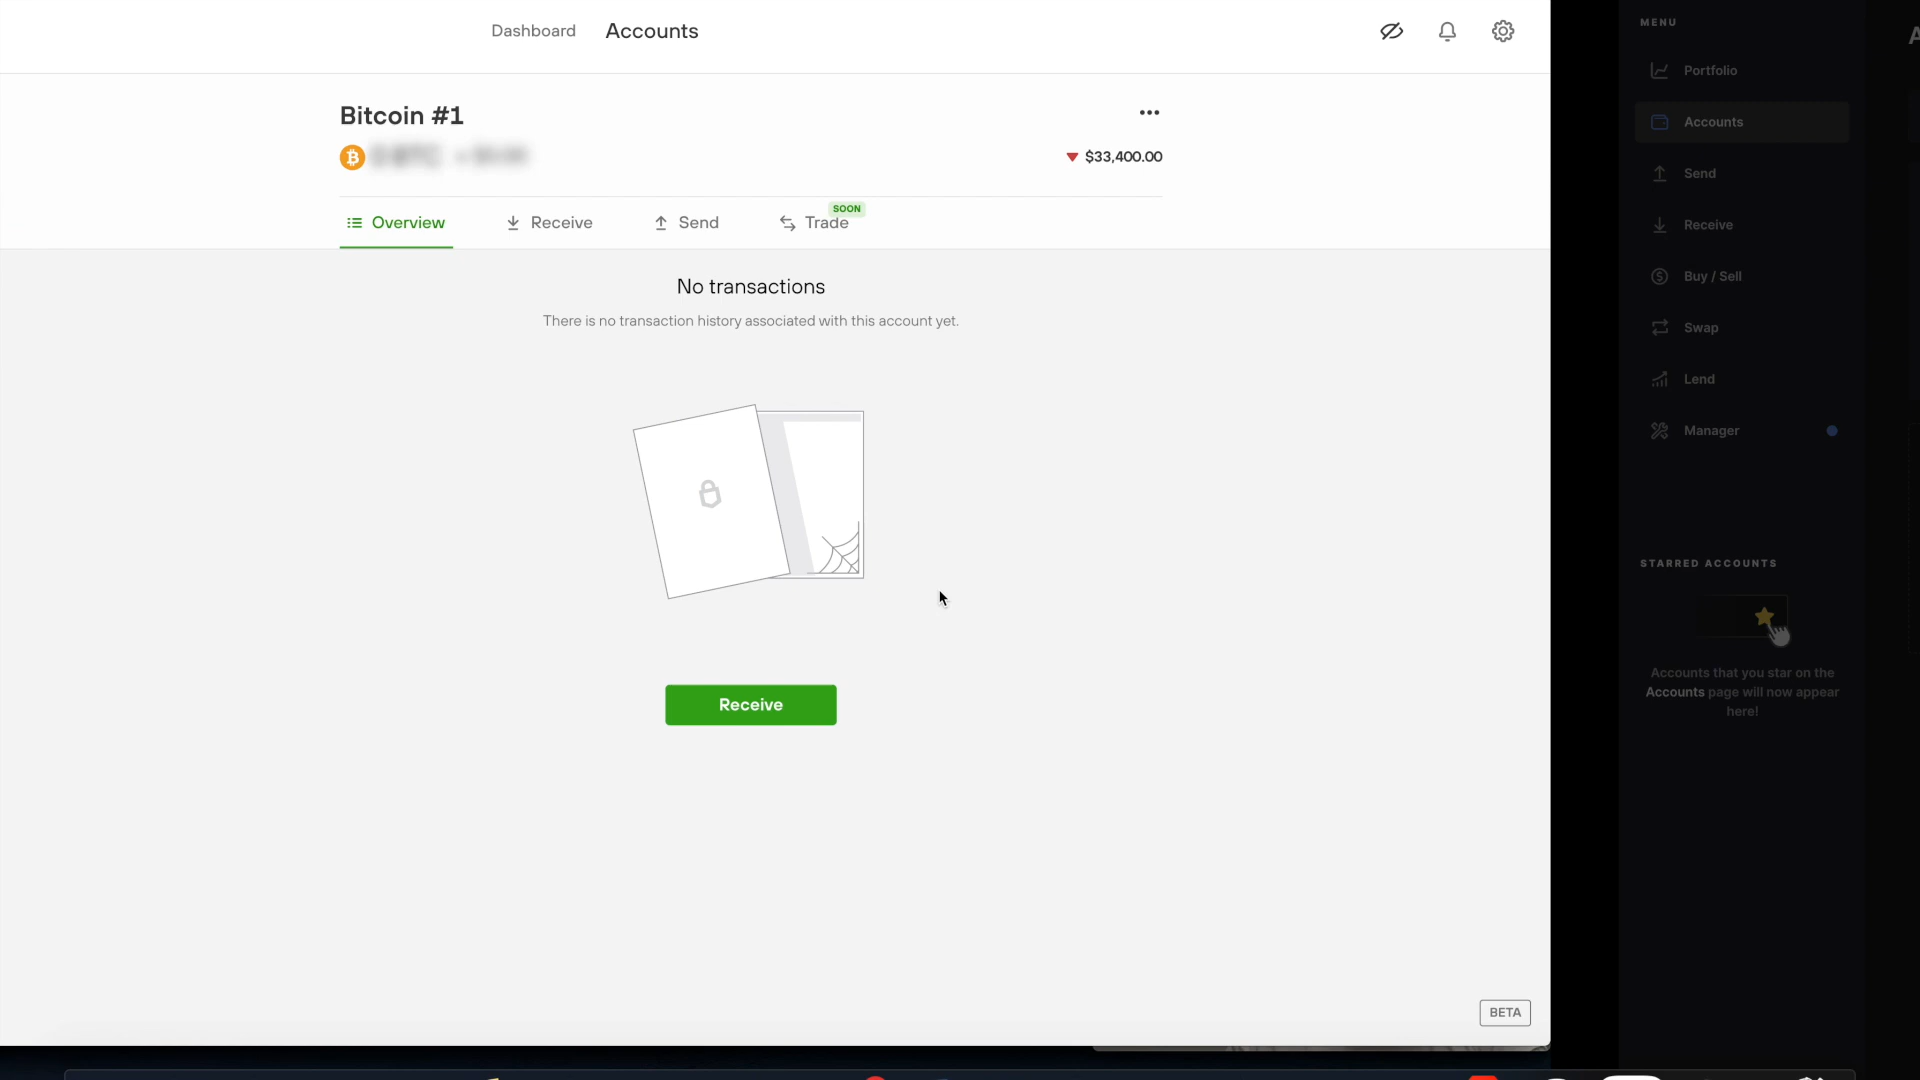 Dashboard
Accounts
Bitcoin #1
$33,400.00
Overview
Receive
Send
Trade
SOON
No transactions
There is no transaction history associated with this account yet.
Receive
BETA
MENU
Portfolio
Accounts
Send
Receive
Buy / Sell
Swap
Lend
Manager
STARRED ACCOUNTS
Accounts that you star on the
Accounts page will now appear
here!